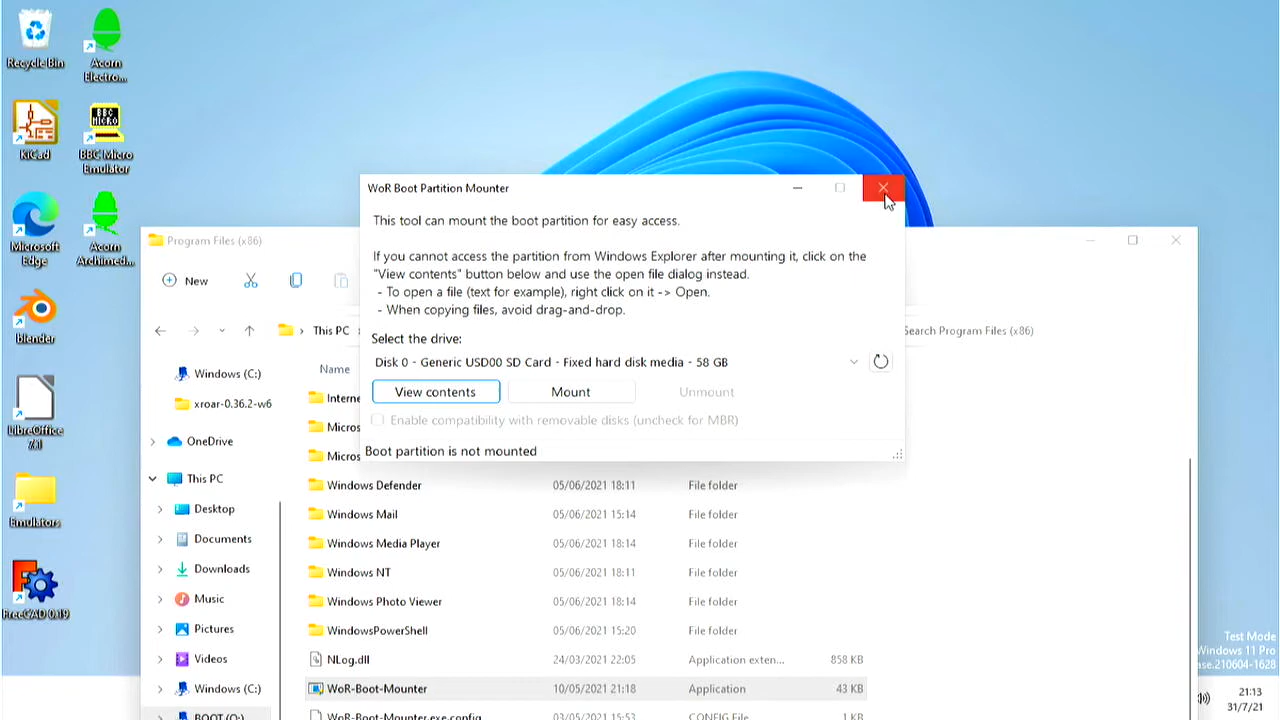 Recycle Bin
Acorn
Electro...
KiCad
BBC
MICRO
BBC Micro
Emulator
Microsoft
Edge
Acorn
Archimed...
Blender
LibreOffice
7.1
Emulators
FreeCAD 0.19
WoR Boot Partition Mounter
This tool can mount the boot partition for easy access.
If you cannot access the partition from Windows Explorer after mounting it, click on the
"View contents" button below and use the open file dialog instead.
- To open a file (text for example), right click on it -> Open.
- When copying files, avoid drag-and-drop.
Select the drive:
Disk 0 - Generic USD00 SD Card - Fixed hard disk media - 58 GB
View contents Mount Unmount
Enable compatibility with removable disks (uncheck for MBR)
Boot partition is not mounted
Program Files (x86)
New
This PC
Search Program Files (x86)
Windows (C:)
xroar-0.36.2-w6
OneDrive
This PC
Desktop
Documents
Downloads
Music
Pictures
Videos
Windows (C:)
BOOT (O:)
Name
Interne
Micros
Micros
Windows Defender 05/06/2021 18:11 File folder
Windows Mail 05/06/2021 15:14 File folder
Windows Media Player 05/06/2021 18:14 File folder
Windows NT 05/06/2021 18:11 File folder
Windows Photo Viewer 05/06/2021 18:14 File folder
WindowsPowerShell 05/06/2021 15:20 File folder
NLog.dll 24/03/2021 22:05 Application exten... 858 KB
WoR-Boot-Mounter 10/05/2021 21:18 Application 43 KB
WoR-Boot-Mounter.exe.config 03/05/2021 15:53 CONFIG File 1 KB
Test Mode
Windows 11 Pro
ase.210604-1628
21:13
31/7/21